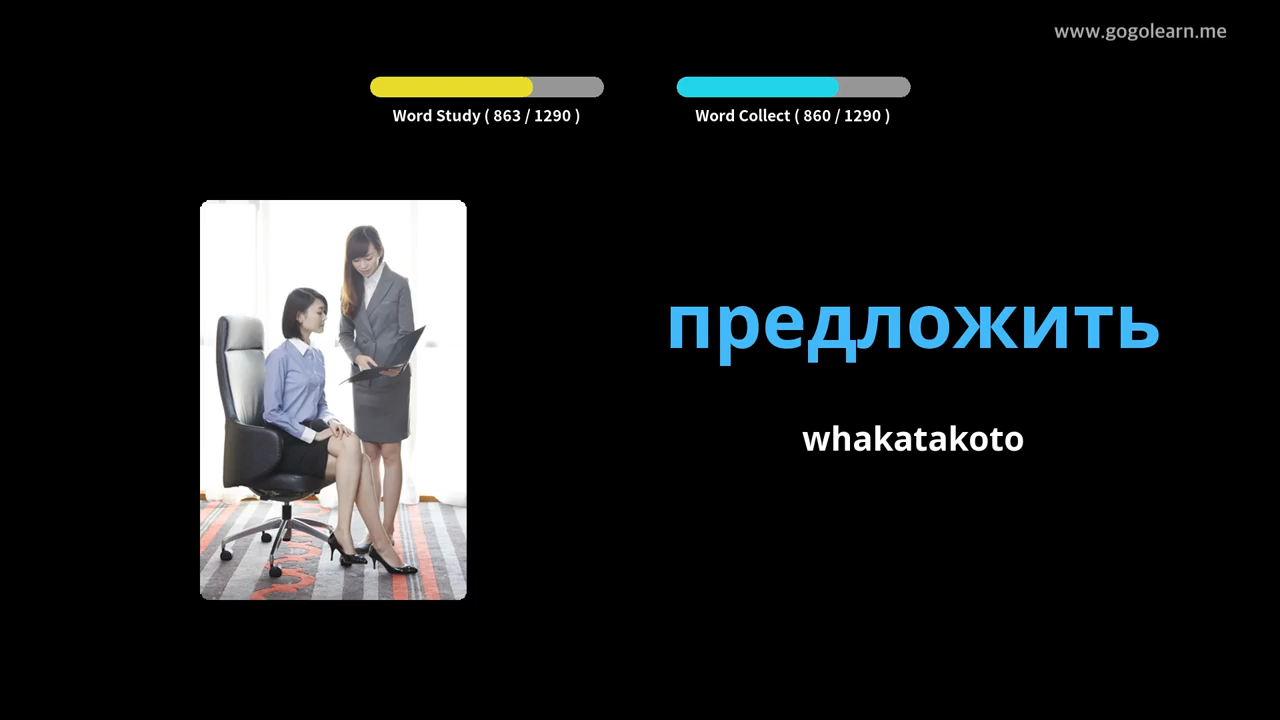 www.gogolearn.me
Word Study ( 863 / 1290 )
Word Collect ( 860 / 1290 )
предложить
whakatakoto